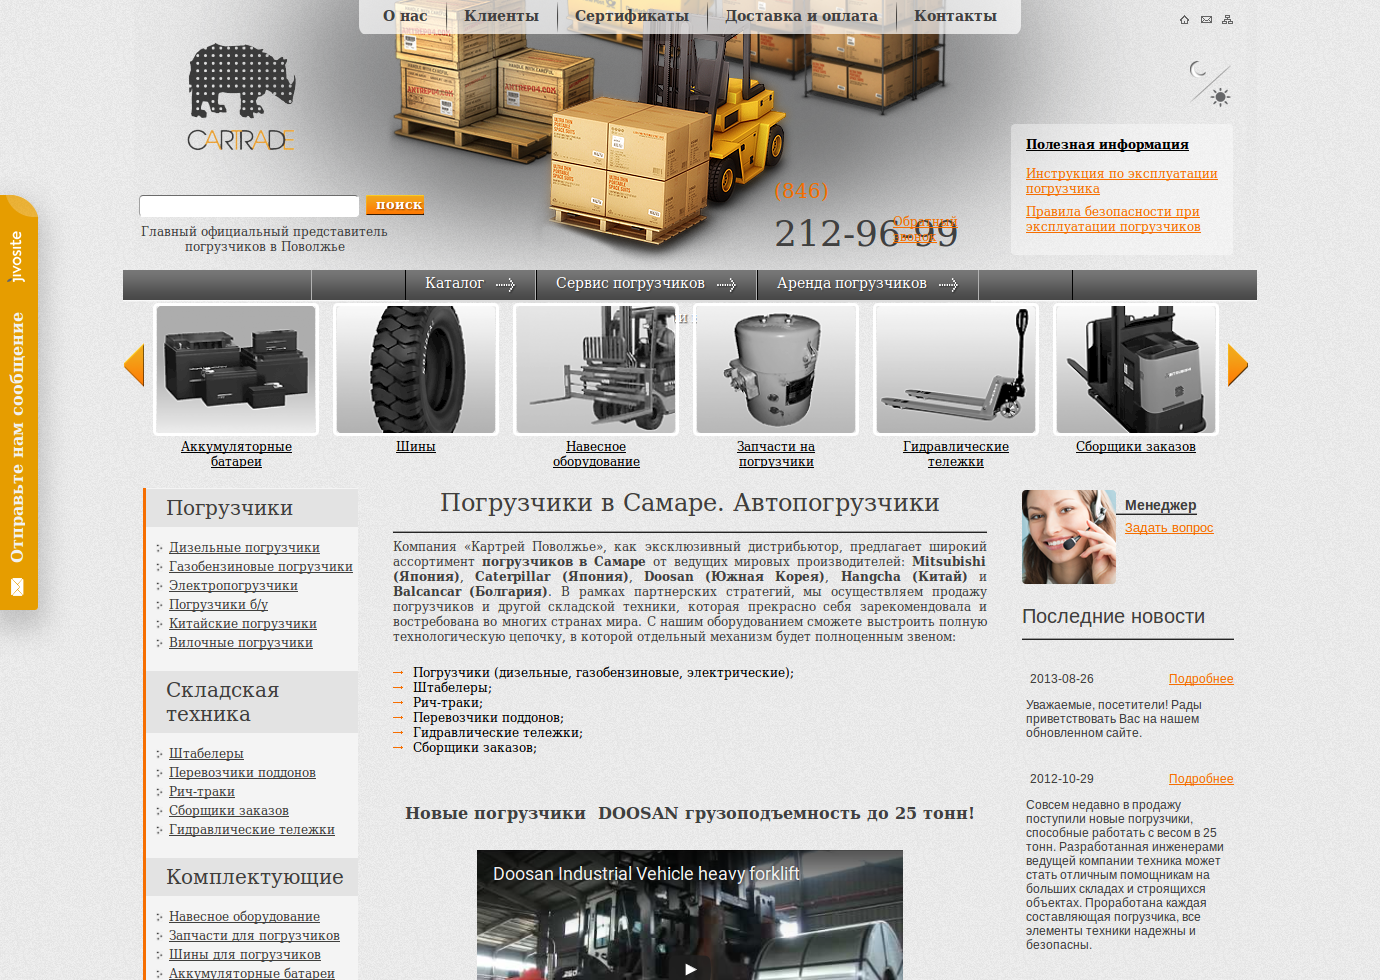 О нас
Клиенты
Сертификаты
Доставка и оплата
Контакты
CARTRADE
поиск
Главный официальный представитель
погрузчиков в Поволжье
(846)
212-96-99
Обратный
звонок
Полезная информация
Инструкция по эксплуатации
погрузчика
Правила безопасности при
эксплуатации погрузчиков
jivosite
Отправьте нам сообщение
Каталог
Сервис погрузчиков
Аренда погрузчиков
Аккумуляторные
батареи
Шины
Навесное
оборудование
Запчасти на
погрузчики
Гидравлические
тележки
Сборщики заказов
Погрузчики
Дизельные погрузчики
Газобензиновые погрузчики
Электропогрузчики
Погрузчики б/у
Китайские погрузчики
Вилочные погрузчики
Складская
техника
Штабелеры
Перевозчики поддонов
Рич-траки
Сборщики заказов
Гидравлические тележки
Комплектующие
Навесное оборудование
Запчасти для погрузчиков
Шины для погрузчиков
Аккумуляторные батареи
Погрузчики в Самаре. Автопогрузчики
Компания «Картрей Поволжье», как эксклюзивный дистрибьютор, предлагает широкий
ассортимент погрузчиков в Самаре от ведущих мировых производителей: Mitsubishi
(Япония), Caterpillar (Япония), Doosan (Южная Корея), Hangcha (Китай) и
Balcancar (Болгария). В рамках партнерских стратегий, мы осуществляем продажу
погрузчиков и другой складской техники, которая прекрасно себя зарекомендовала и
востребована во многих странах мира. С нашим оборудованием сможете выстроить полную
технологическую цепочку, в которой отдельный механизм будет полноценным звеном:
Погрузчики (дизельные, газобензиновые, электрические);
Штабелеры;
Рич-траки;
Перевозчики поддонов;
Гидравлические тележки;
Сборщики заказов;
Новые погрузчики DOOSAN грузоподъемность до 25 тонн!
Doosan Industrial Vehicle heavy forklift
Менеджер
Задать вопрос
Последние новости
2013-08-26
Подробнее
Уважаемые, посетители! Рады
приветствовать Вас на нашем
обновленном сайте.
2012-10-29
Подробнее
Совсем недавно в продажу
поступили новые погрузчики,
способные работать с весом в 25
тонн. Разработанная инженерами
ведущей компании техника может
стать отличным помощникам на
больших складах и строящихся
объектах. Проработана каждая
составляющая погрузчика, все
элементы техники надежны и
безопасны.